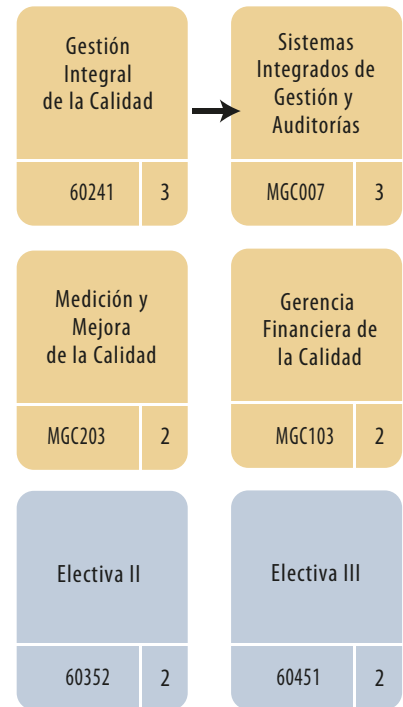 Gestión
Integral
de la Calidad
60241 3
Sistemas
Integrados de
Gestión y
Auditorías
MGC007 3
Medición y
Mejora
de la Calidad
MGC203 2
Gerencia
Financiera de
la Calidad
MGC103 2
Electiva II
60352 2
Electiva III
60451 2